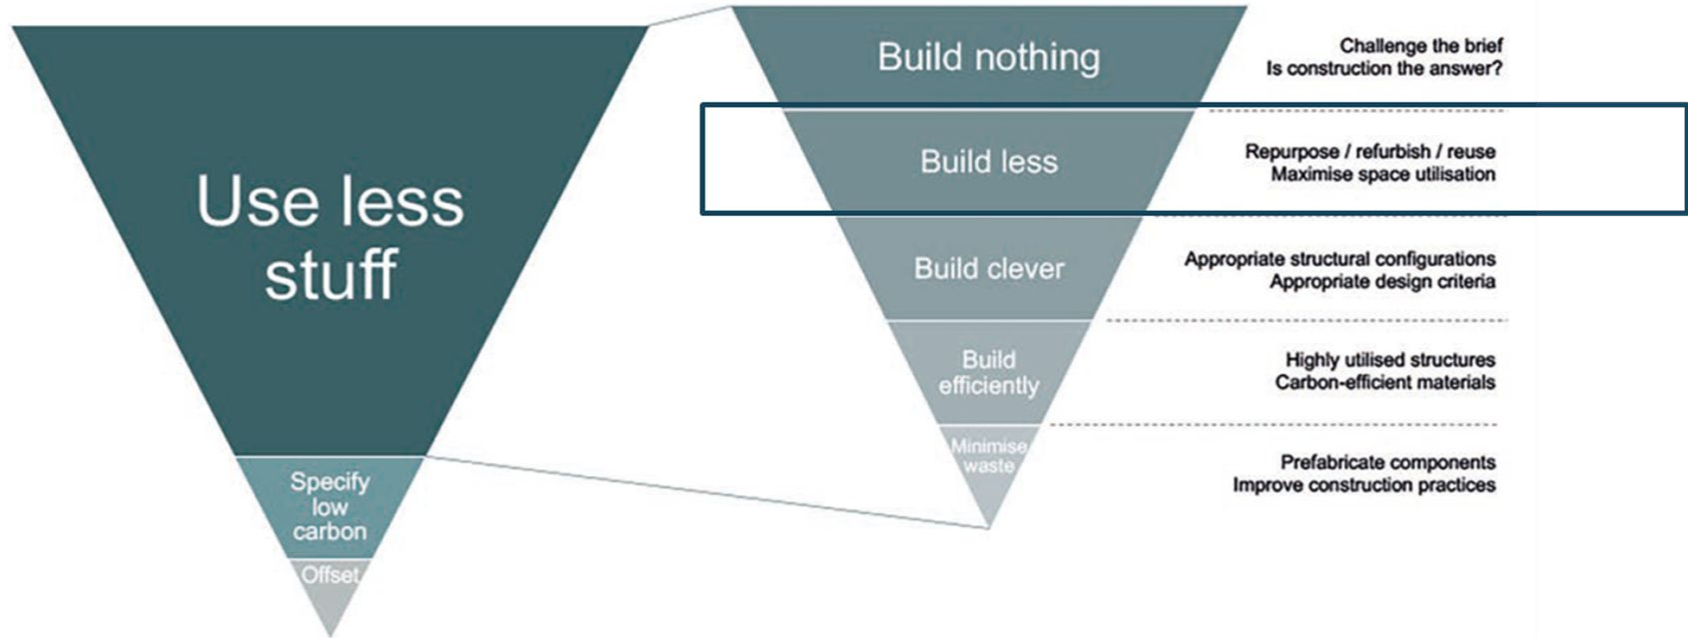 Use less
stuff
Specify
low
carbon
Offset
Build nothing
Challenge the brief
Is construction the answer?
Build less
Repurpose / refurbish / reuse
Maximise space utilisation
Build clever
Appropriate structural configurations
Appropriate design criteria
Build
efficiently
Highly utilised structures
Carbon-efficient materials
Minimise
waste
Prefabricate components
Improve construction practices